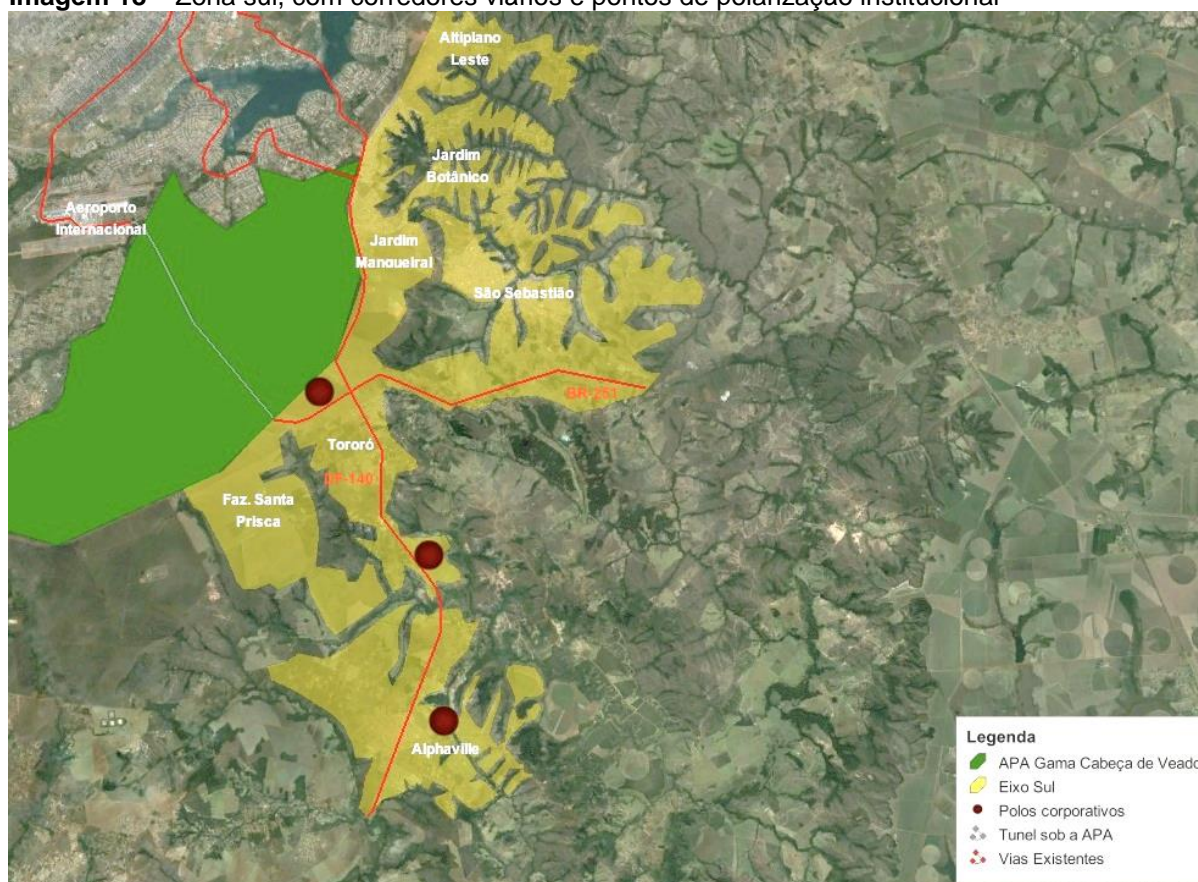 Imagem 18 – Zona sul, com corredores viários e pontos de polarização institucional
Altiplano
Leste
Jardim
Botânico
Aeroporto
Internacional
Jardim
Mangueiral
São Sebastião
BR-251
Tororó
DF-140
Faz. Santa
Prisca
Alphaville
Legenda
APA Gama Cabeça de Veado
Eixo Sul
Polos corporativos
Tunel sob a APA
Vias Existentes